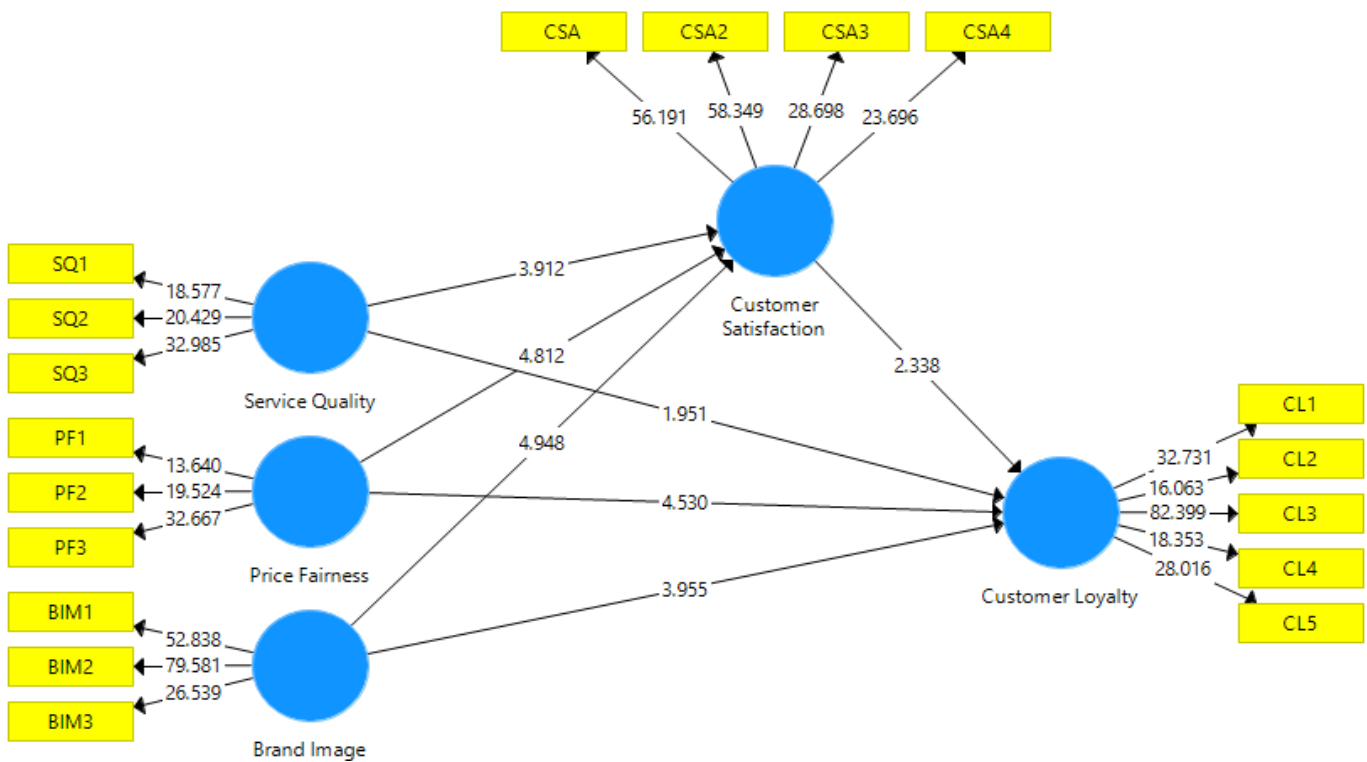 CSA
CSA2
CSA3
CSA4
56.191
58.349
28.698
23.696
SQ1
SQ2
SQ3
18.577
20.429
32.985
Service Quality
3.912
Customer
Satisfaction
4.812
1.951
2.338
4.948
PF1
PF2
PF3
13.640
19.524
32.667
Price Fairness
4.530
3.955
CL1
CL2
CL3
CL4
CL5
32.731
16.063
82.399
18.353
28.016
Customer Loyalty
BIM1
BIM2
BIM3
52.838
79.581
26.539
Brand Image